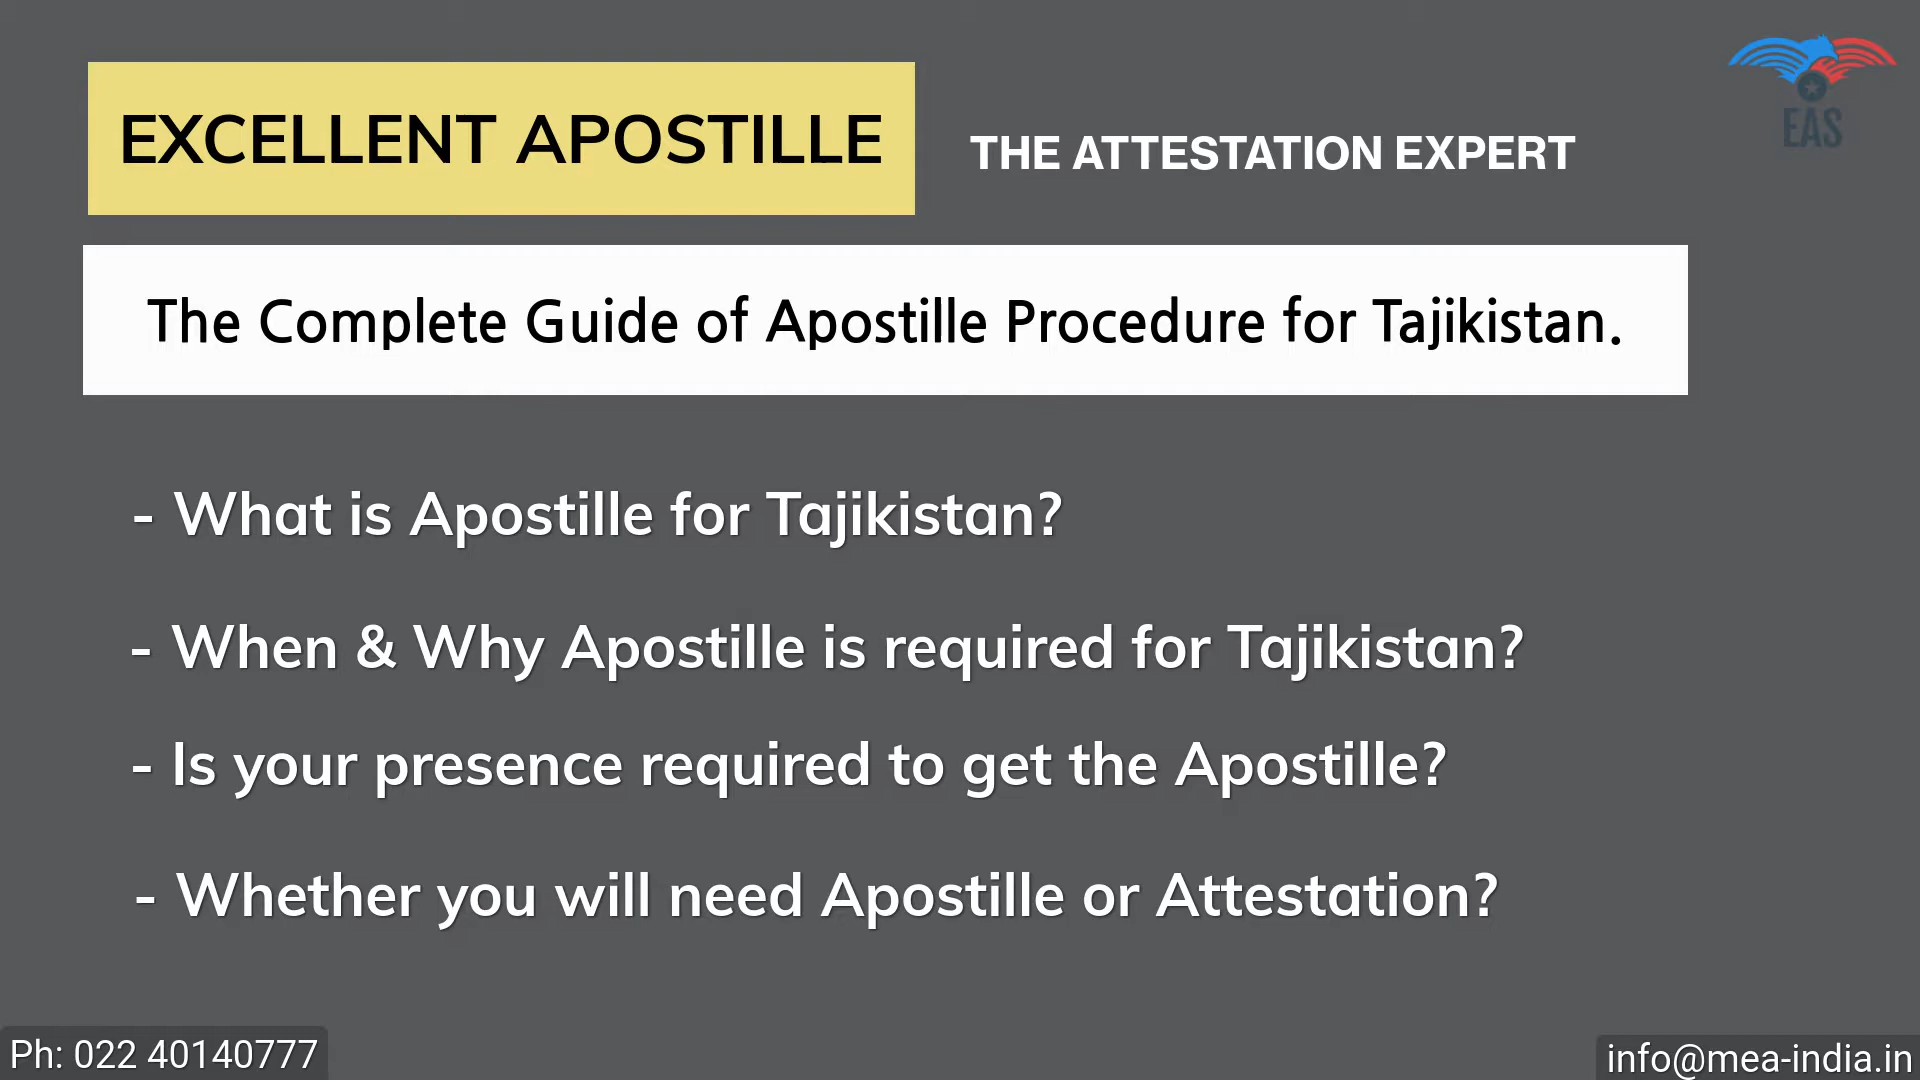 EXCELLENT APOSTILLE
THE ATTESTATION EXPERT
EAS
The Complete Guide of Apostille Procedure for Tajikistan.
- What is Apostille for Tajikistan?
- When & Why Apostille is required for Tajikistan?
- Is your presence required to get the Apostille?
- Whether you will need Apostille or Attestation?
Ph: 022 40140777
info@mea-india.in